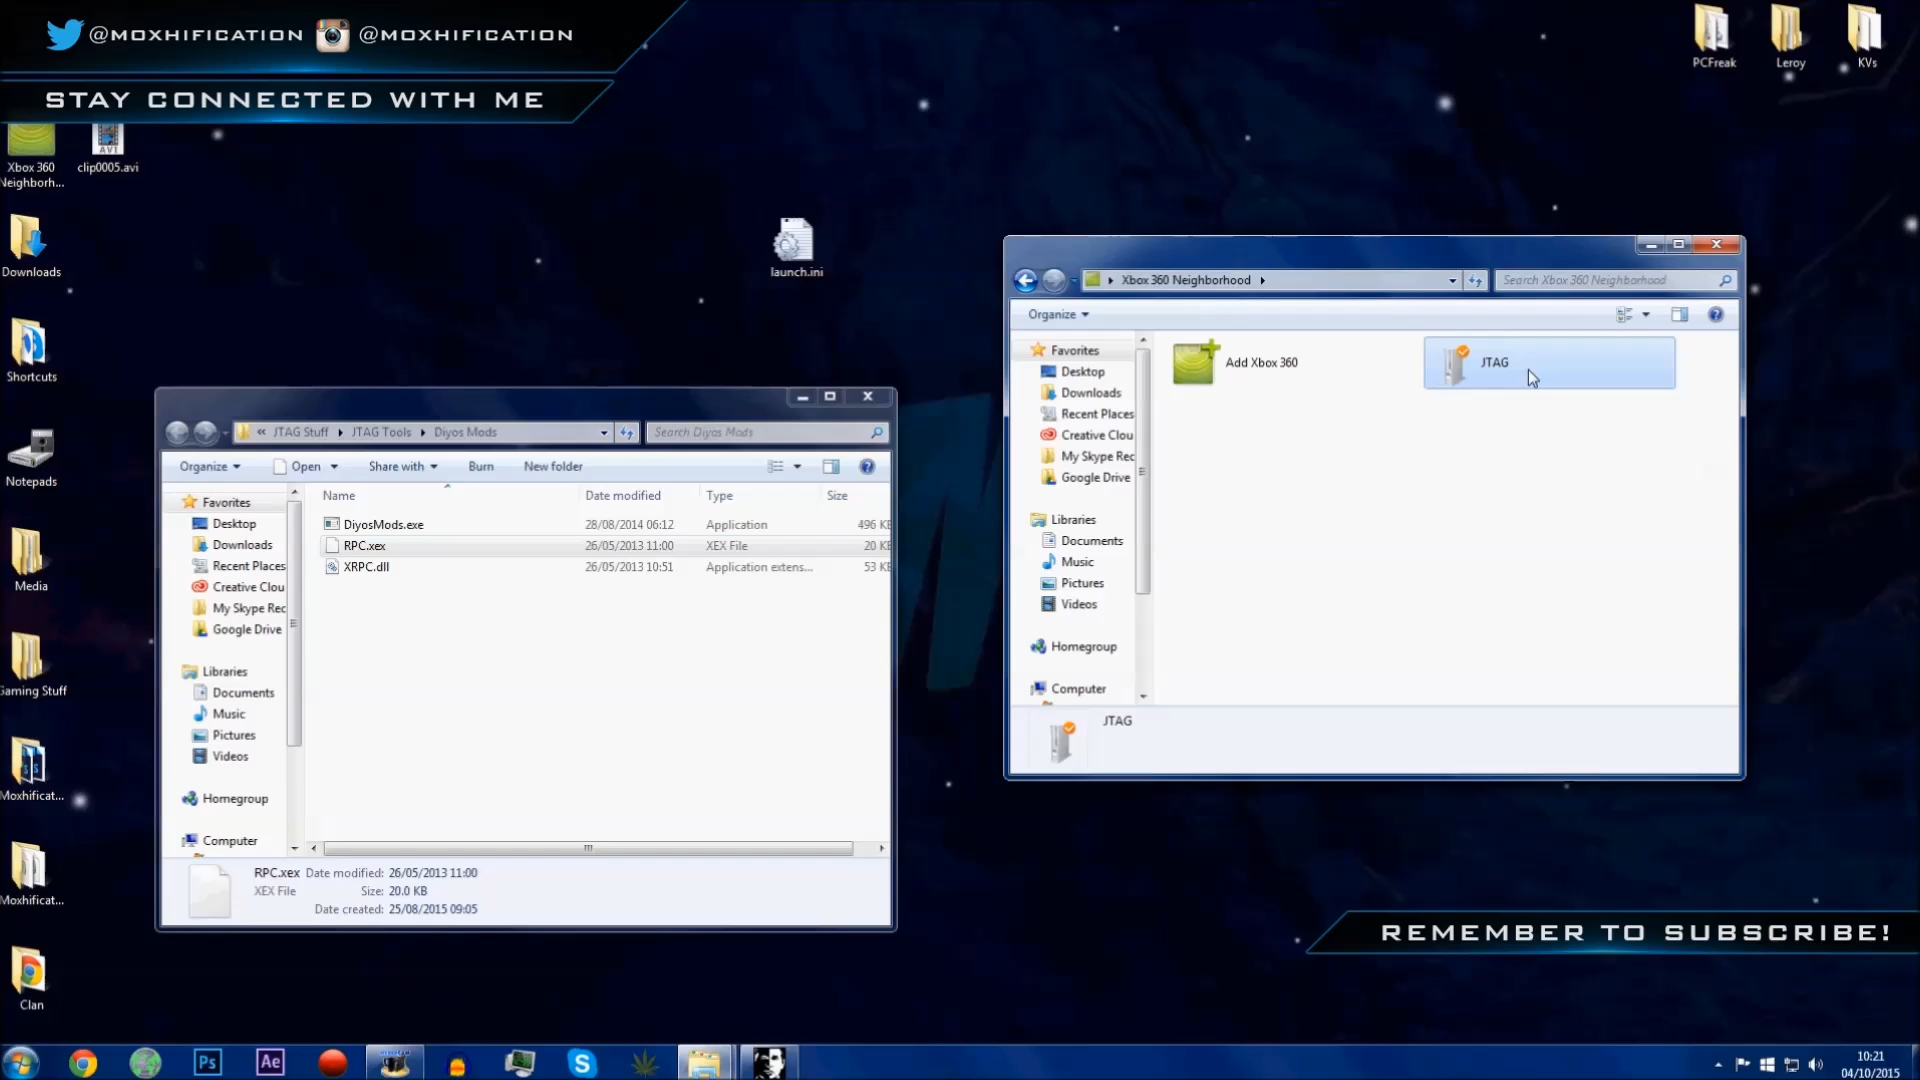 @MOXHIFICATION @MOXHIFICATION
STAY CONNECTED WITH ME
PCFreak
Leroy
KVs
Xbox 360
Neighborh...
AVI
clip0005.avi
Downloads
Shortcuts
Notepads
Media
Gaming Stuff
Moxhificat...
Moxhificat...
Clan
launch.ini
« JTAG Stuff JTAG Tools Diyos Mods
Search Diyos Mods
Organize Open Share with Burn New folder
Name Date modified Type Size
DiyosMods.exe 28/08/2014 06:12 Application 496 KB
RPC.xex 26/05/2013 11:00 XEX File 20 KB
XRPC.dll 26/05/2013 10:51 Application extens... 53 KB
Favorites
Desktop
Downloads
Recent Places
Creative Clou
My Skype Rec
Google Drive
Libraries
Documents
Music
Pictures
Videos
Homegroup
Computer
RPC.xex Date modified: 26/05/2013 11:00
XEX File Size: 20.0 KB
Date created: 25/08/2015 09:05
Xbox 360 Neighborhood
Search Xbox 360 Neighborhood
Organize
Favorites
Desktop
Downloads
Recent Places
Creative Clou
My Skype Rec
Google Drive
Libraries
Documents
Music
Pictures
Videos
Homegroup
Computer
Add Xbox 360
JTAG
JTAG
REMEMBER TO SUBSCRIBE!
Ps
Ae
10:21
04/10/2015